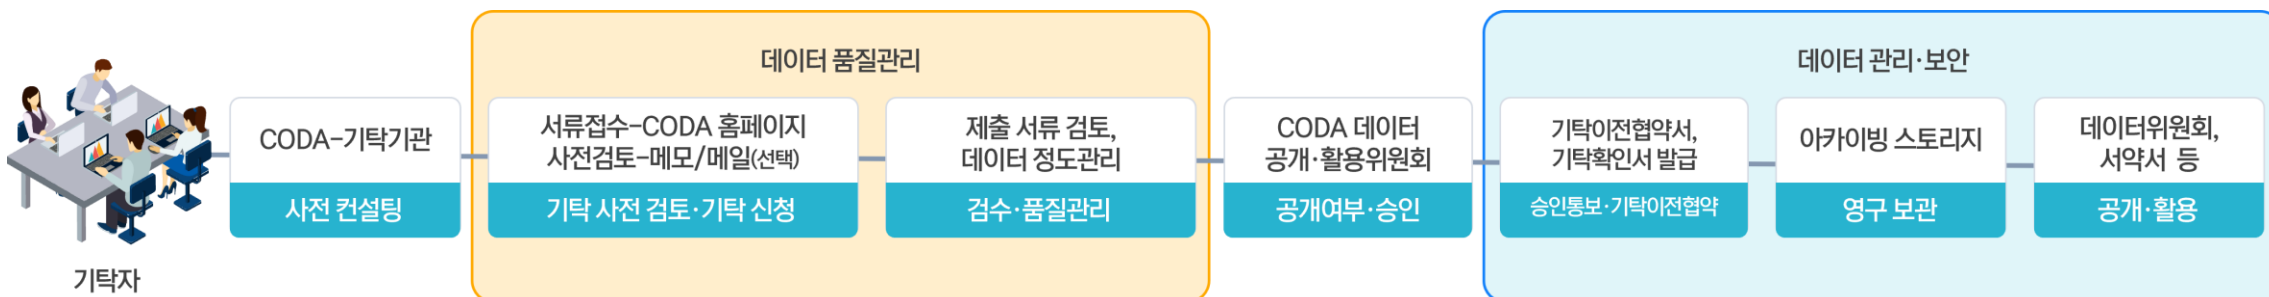 기탁자
CODA-기탁기관
사전 컨설팅
데이터 품질관리
서류접수-CODA 홈페이지
사전검토-메모/메일(선택)
기탁 사전 검토·기탁 신청
제출 서류 검토,
데이터 정도관리
검수·품질관리
CODA 데이터
공개·활용위원회
공개여부·승인
데이터 관리·보안
기탁이전협약서,
기탁확인서 발급
승인통보·기탁이전협약
아카이빙 스토리지
영구 보관
데이터위원회,
서약서 등
공개·활용